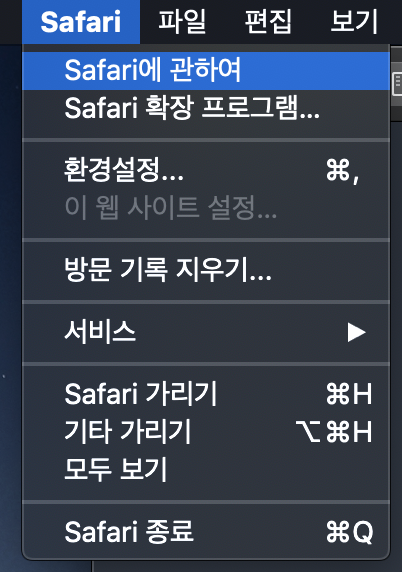 Safari 파일 편집 보기
Safari에 관하여
Safari 확장 프로그램...
환경설정... ⌘,
이 웹 사이트 설정...
방문 기록 지우기...
서비스 ▶
Safari 가리기 ⌘H
기타 가리기 ⌥⌘H
모두 보기
Safari 종료 ⌘Q